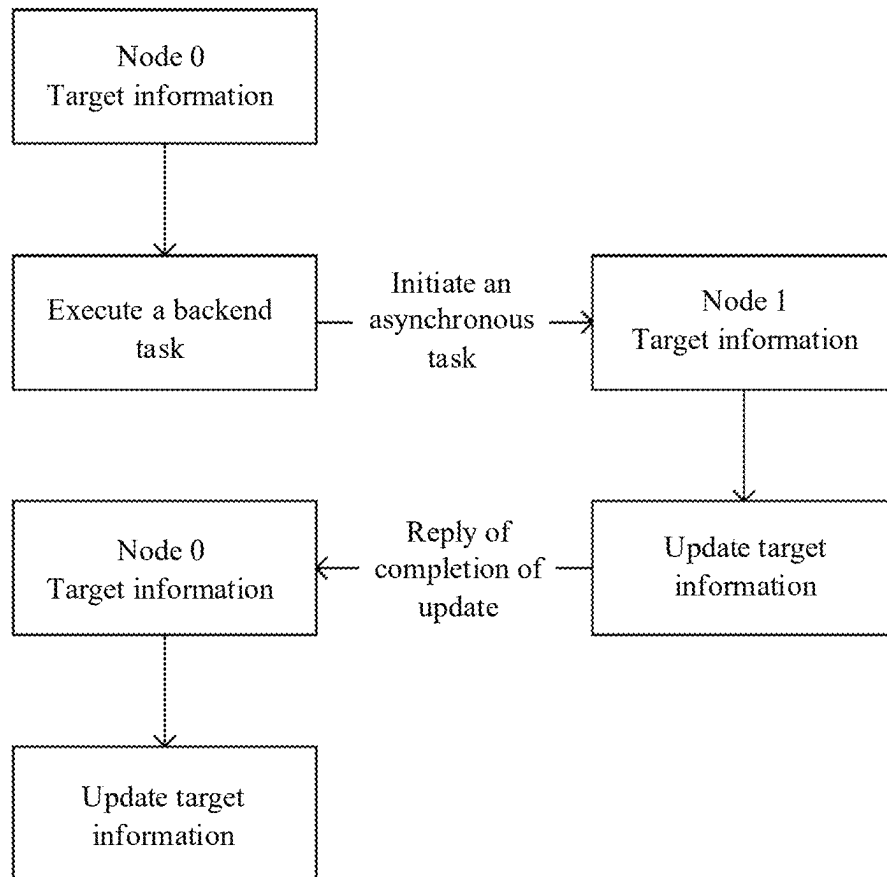 Node 0
Target information
Execute a backend
task
Initiate an
asynchronous
task
Node 1
Target information
Node 0
Target information
Reply of
completion of
update
Update target
information
Update target
information